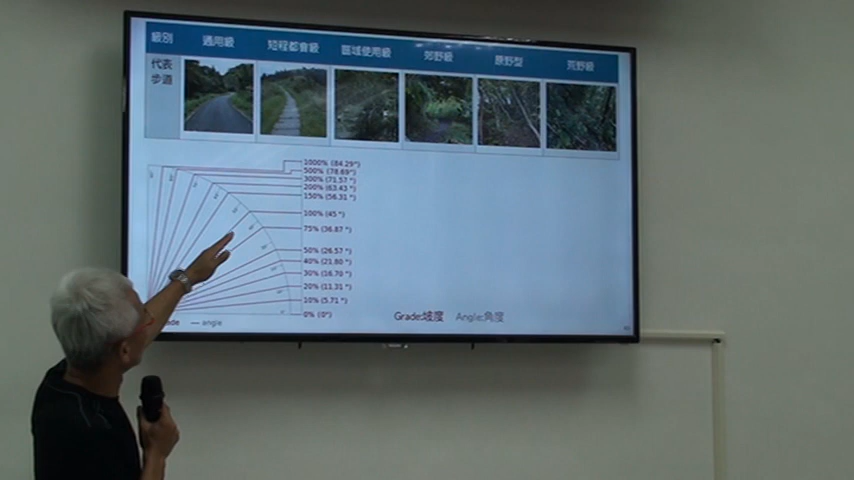 級別 通用級 短程都會級 區域使用級 郊野級 原野型 荒野級
代表
步道
1000% (84.29°)
500% (78.69°)
300% (71.57 °)
200% (63.43 °)
150% (56.31 °)
100% (45 °)
75% (36.87 °)
50% (26.57 °)
40% (21.80 °)
30% (16.70 °)
20% (11.31 °)
10% (5.71 °)
0% (0°)
angle
Grade:坡度 Angle:角度